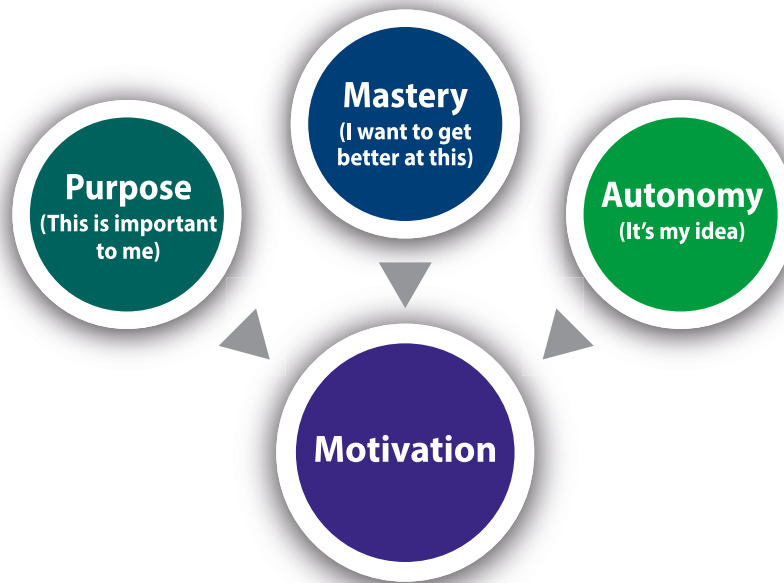 Mastery
(I want to get
better at this)
Purpose
(This is important
to me)
Autonomy
(It's my idea)
Motivation